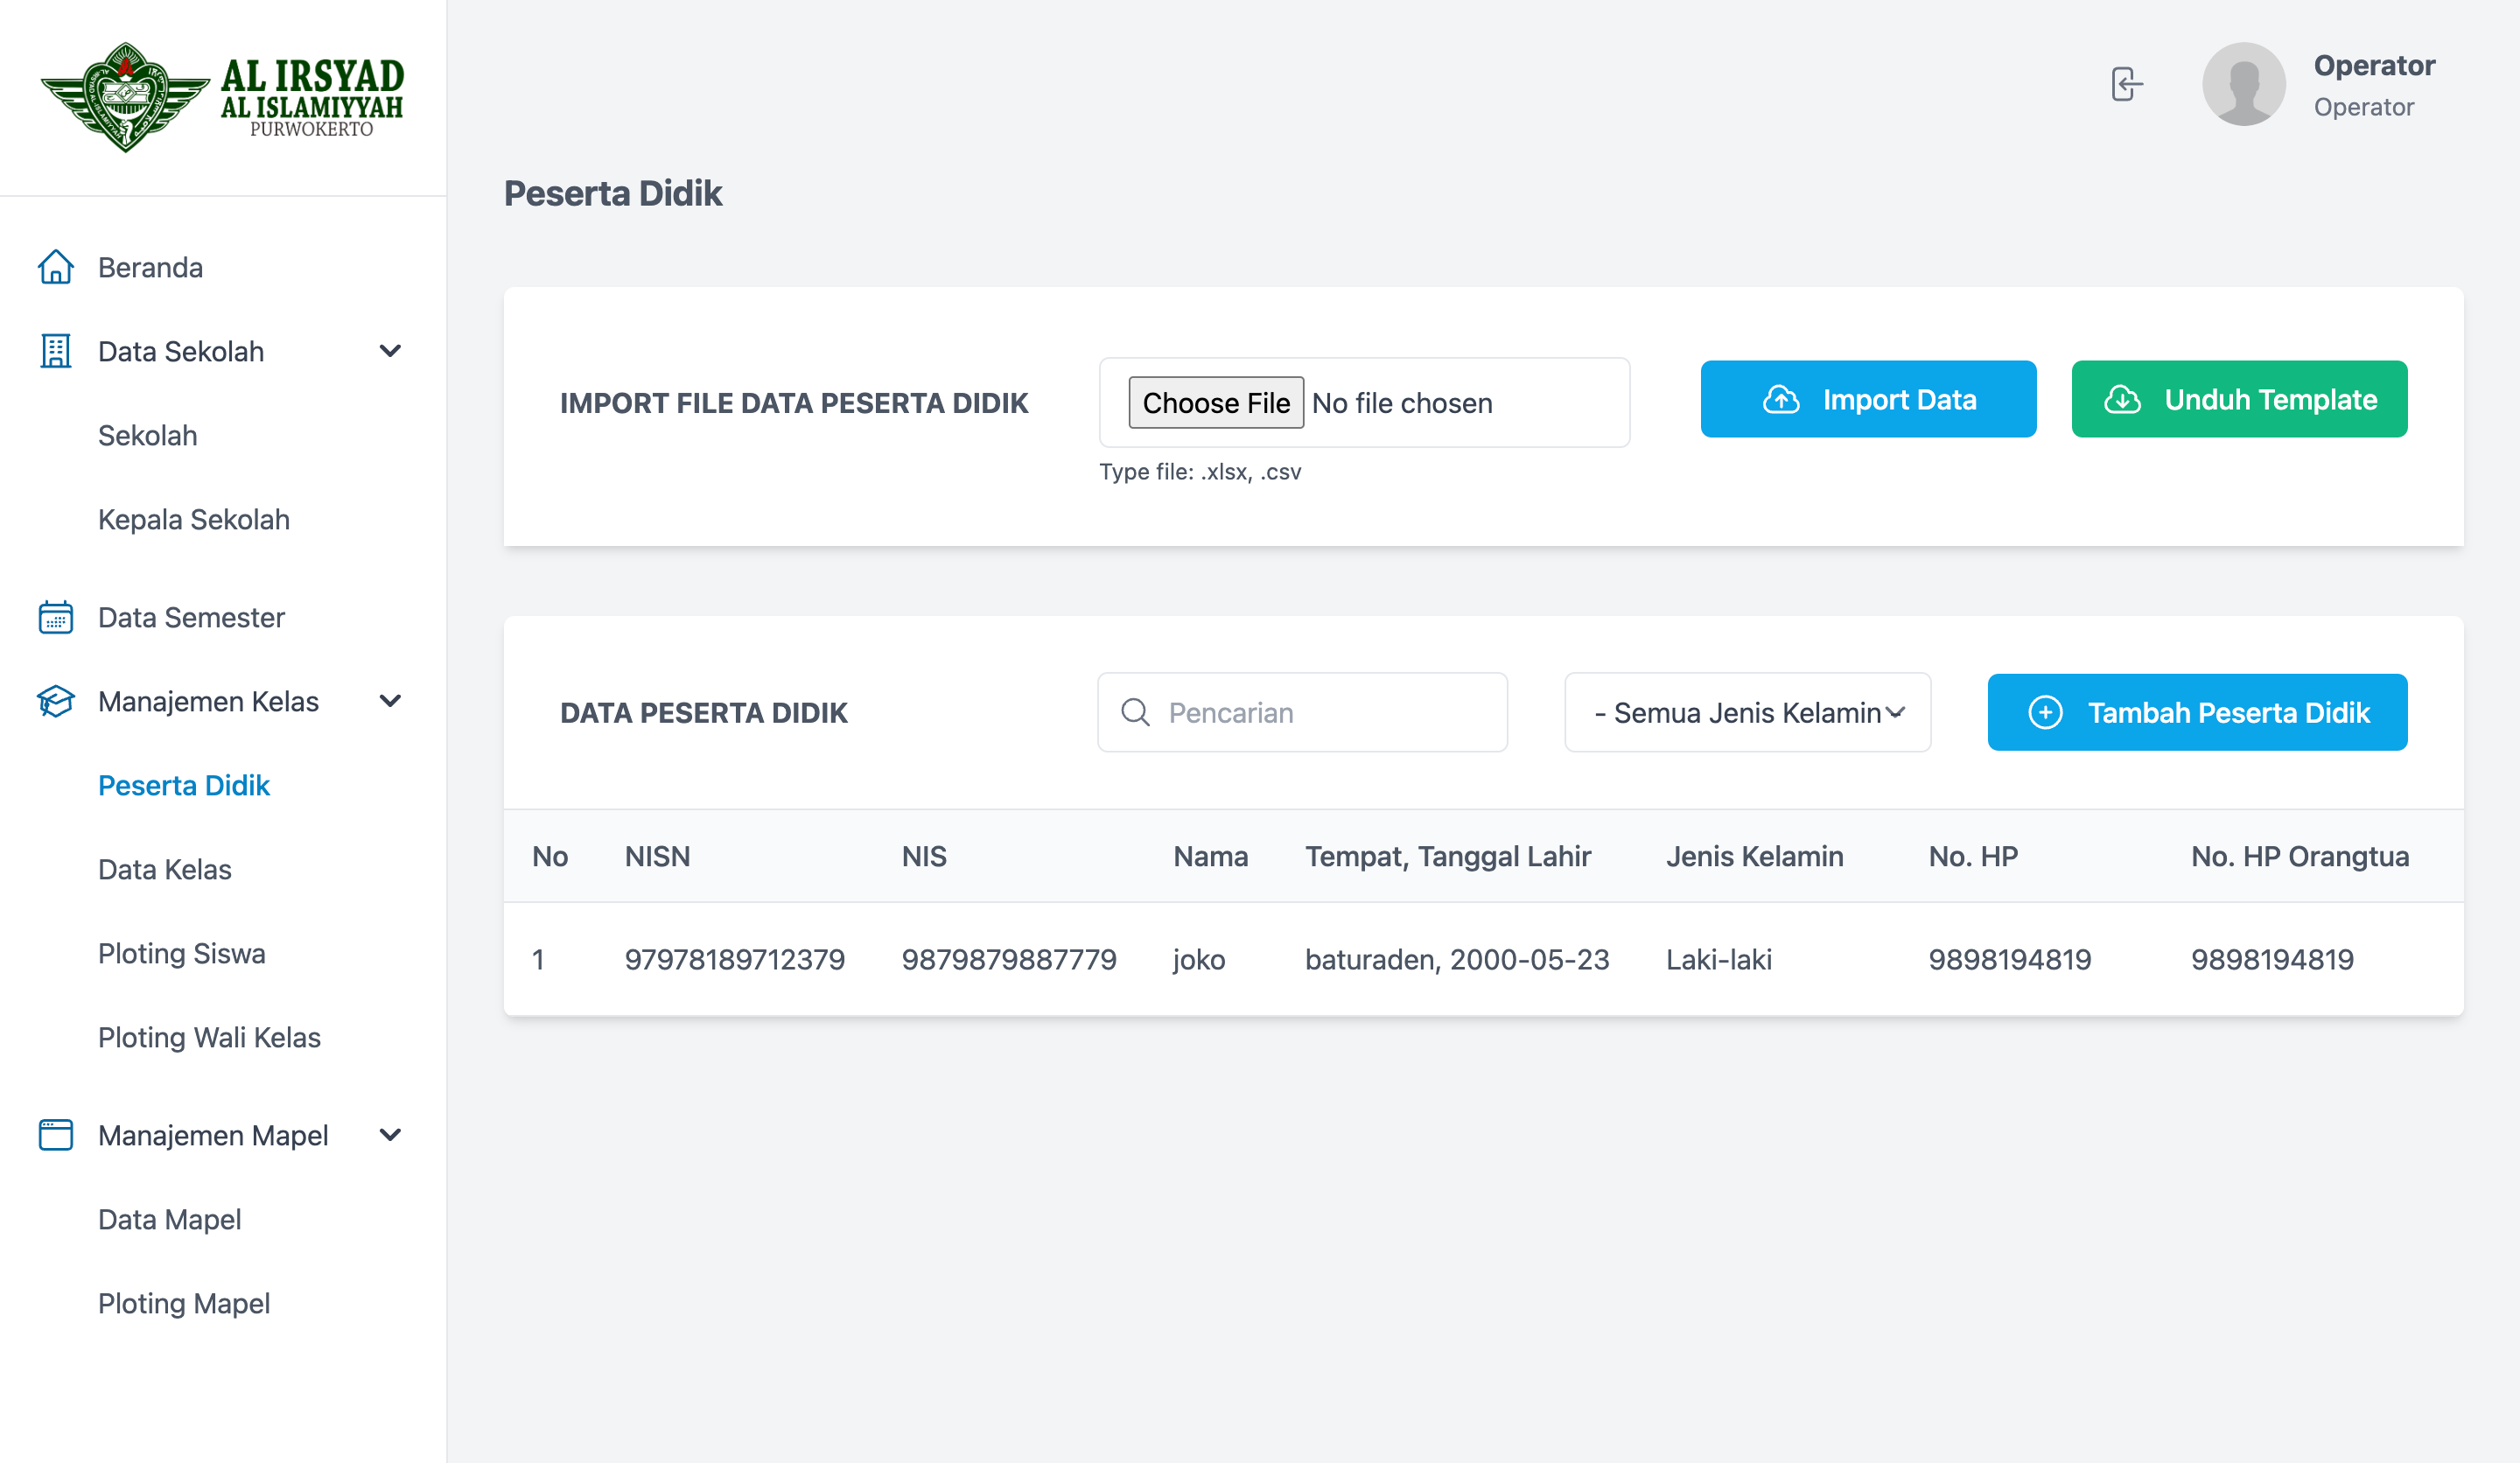 AL IRSYAD
AL ISLAMIYYAH
PURWOKERTO
Operator
Operator
Beranda
Data Sekolah
Sekolah
Kepala Sekolah
Data Semester
Manajemen Kelas
Peserta Didik
Data Kelas
Ploting Siswa
Ploting Wali Kelas
Manajemen Mapel
Data Mapel
Ploting Mapel
Peserta Didik
IMPORT FILE DATA PESERTA DIDIK
Choose File No file chosen
Type file: .xlsx, .csv
Import Data
Unduh Template
DATA PESERTA DIDIK
Pencarian
- Semua Jenis Kelamin
Tambah Peserta Didik
No NISN NIS Nama Tempat, Tanggal Lahir Jenis Kelamin No. HP No. HP Orangtua
1 97978189712379 9879879887779 joko baturaden, 2000-05-23 Laki-laki 9898194819 9898194819